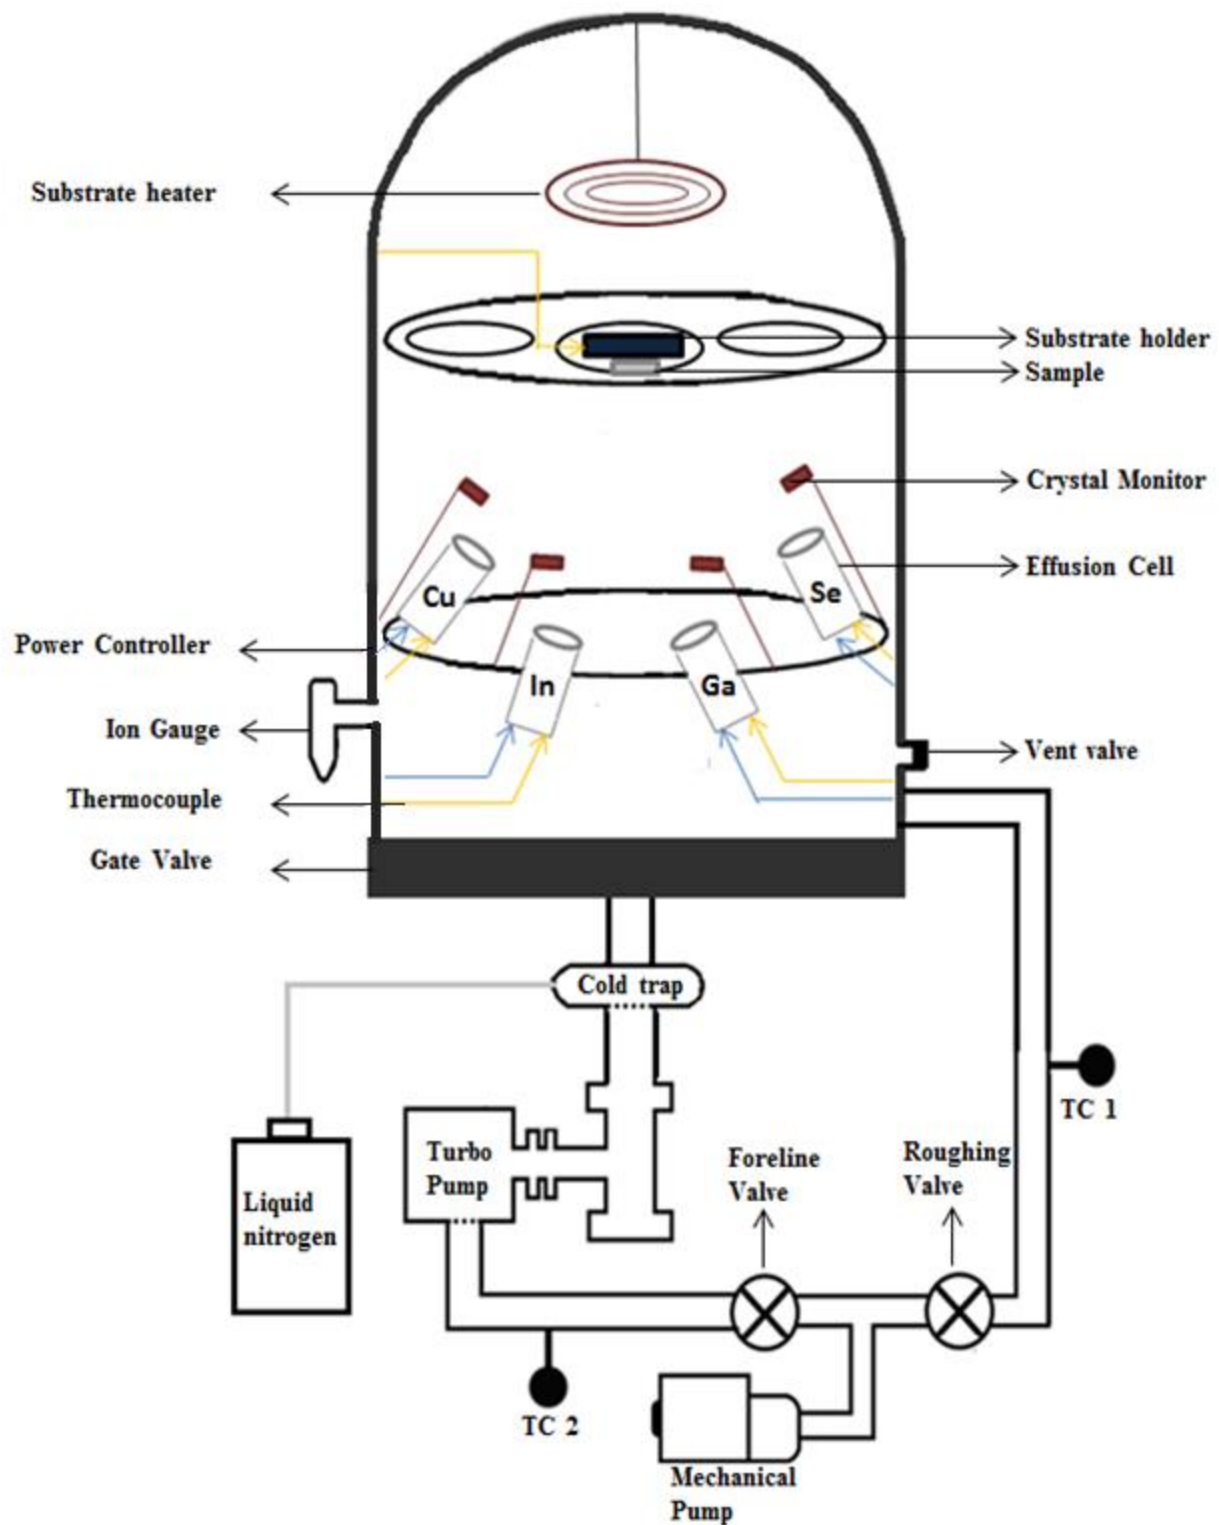 Substrate heater
Substrate holder
Sample
Crystal Monitor
Effusion Cell
Cu
Se
Power Controller
In
Ga
Ion Gauge
Vent valve
Thermocouple
Gate Valve
Cold trap
TC 1
Turbo
Pump
Foreline
Valve
Roughing
Valve
Liquid
nitrogen
TC 2
Mechanical
Pump